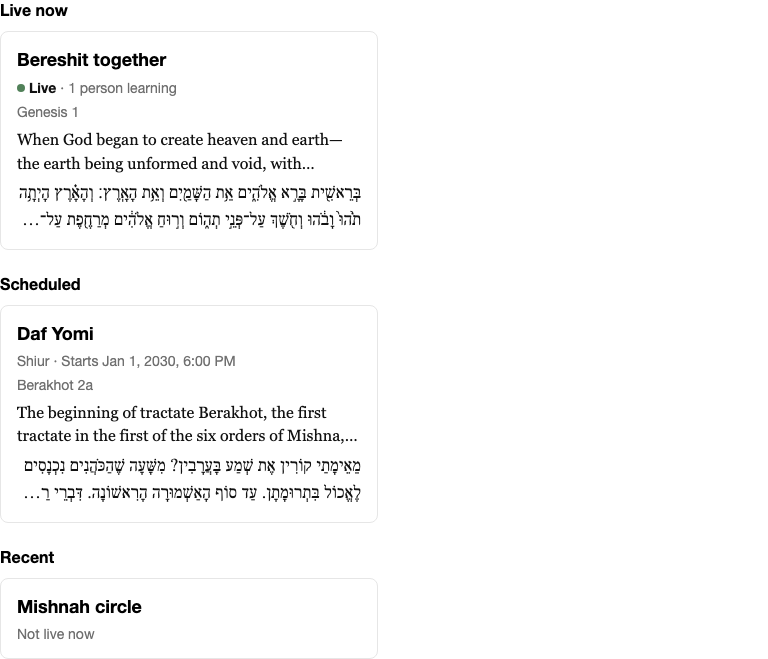 Live now
Bereshit together
Live · 1 person learning
Genesis 1
When God began to create heaven and earth—
the earth being unformed and void, with...
בְּרֵאשִׁ֖ית בָּרָ֣א אֱלֹהִ֑ים אֵ֥ת הַשָּׁמַ֖יִם וְאֵ֥ת הָאָֽרֶץ׃ וְהָאָ֗רֶץ הָיְתָ֥ה
תֹ֙הוּ֙ וָבֹ֔הוּ וְחֹ֖שֶׁךְ עַל־פְּנֵ֣י תְה֑וֹם וְר֣וּחַ אֱלֹהִ֔ים מְרַחֶ֖פֶת עַל־...
Scheduled
Daf Yomi
Shiur · Starts Jan 1, 2030, 6:00 PM
Berakhot 2a
The beginning of tractate Berakhot, the first
tractate in the first of the six orders of Mishna,...
מֵאֵימָתַי קוֹרִין אֶת שְׁמַע בָּעֲרָבִין? מִשָּׁעָה שֶׁהַכֹּהֲנִים נִכְנָסִים
לֶאֱכוֹל בִּתְרוּמָתָן. עַד סוֹף הָאַשְׁמוּרָה הָרִאשׁוֹנָה. דִּבְרֵי רַ...
Recent
Mishnah circle
Not live now